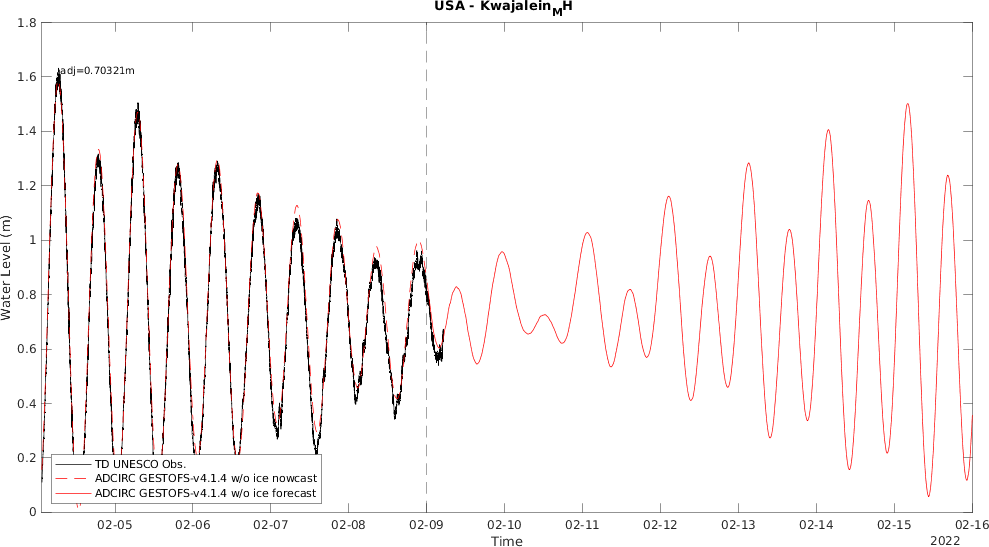 USA - Kwajalein_MH
1.8
1.6
1.4
1.2
1
0.8
0.6
0.4
0.2
0
Water Level (m)
adj=0.70321m
TD UNESCO Obs.
ADCIRC GESTOFS-v4.1.4 w/o ice nowcast
ADCIRC GESTOFS-v4.1.4 w/o ice forecast
02-05 02-06 02-07 02-08 02-09 02-10 02-11 02-12 02-13 02-14 02-15 02-16
Time
2022